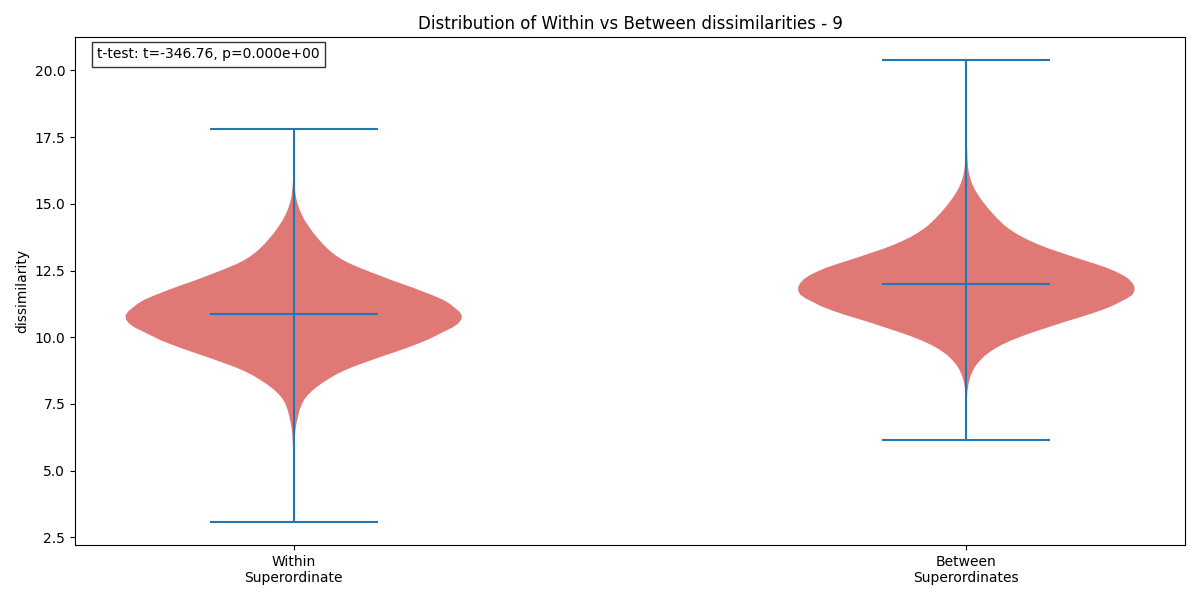 Distribution of Within vs Between dissimilarities - 9
t-test: t=-346.76, p=0.000e+00
20.0
17.5
15.0
12.5
10.0
7.5
5.0
2.5
dissimilarity
Within
Superordinate
Between
Superordinates